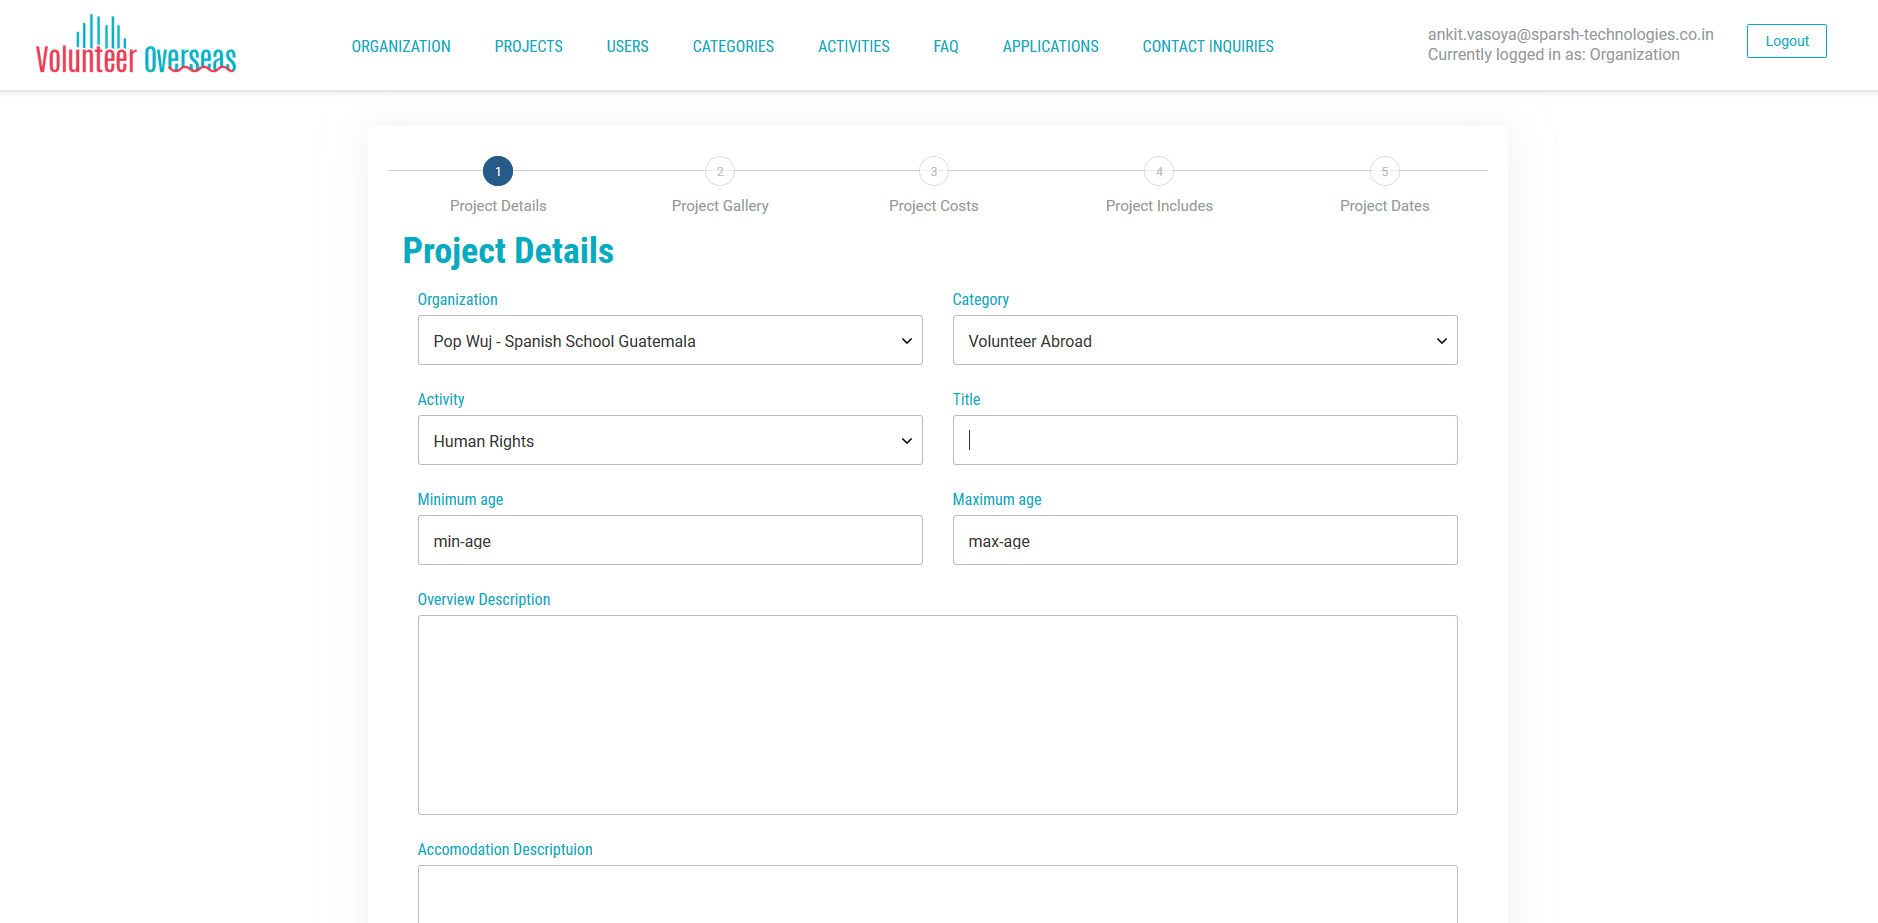 Volunteer Overseas
ORGANIZATION PROJECTS USERS CATEGORIES ACTIVITIES FAQ APPLICATIONS CONTACT INQUIRIES
ankit.vasoya@sparsh-technologies.co.in
Currently logged in as: Organization
Logout
1 2 3 4 5
Project Details Project Gallery Project Costs Project Includes Project Dates
Project Details
Organization Category
Pop Wuj - Spanish School Guatemala Volunteer Abroad
Activity Title
Human Rights
Minimum age Maximum age
min-age max-age
Overview Description
Accomodation Descriptuion